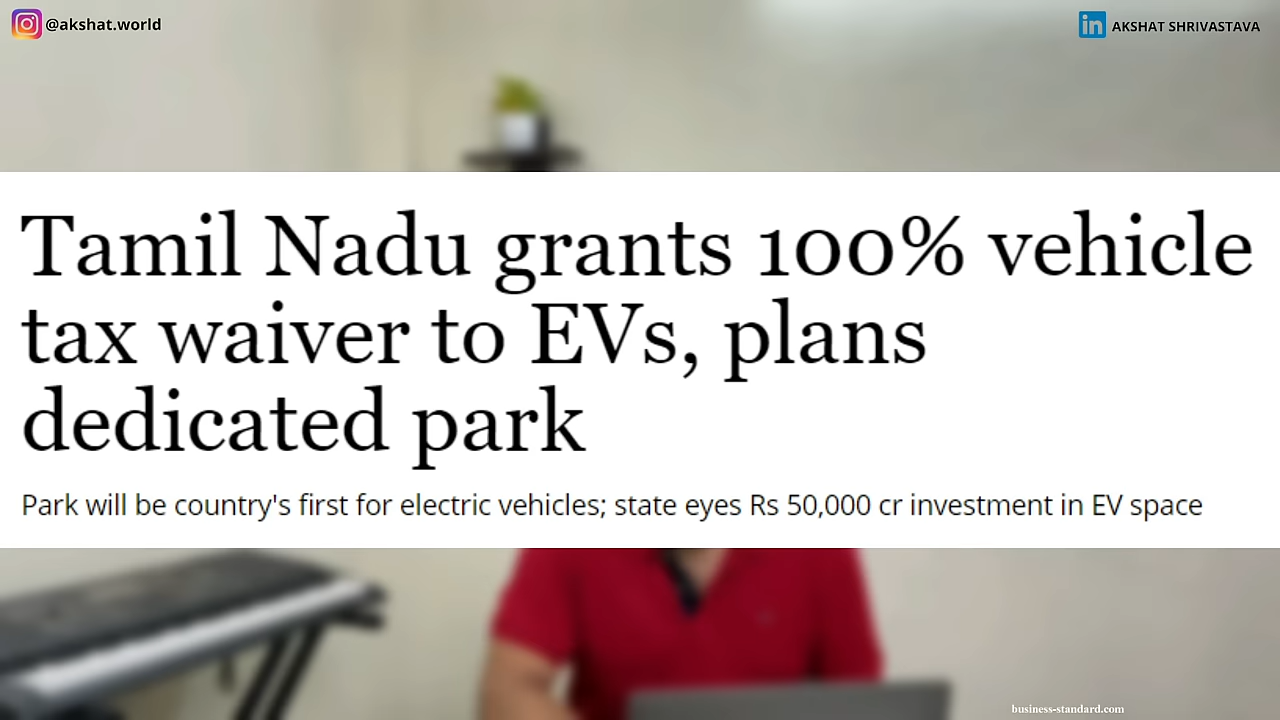 @akshat.world
AKSHAT SHRIVASTAVA
Tamil Nadu grants 100% vehicle
tax waiver to EVs, plans
dedicated park
Park will be country's first for electric vehicles; state eyes Rs 50,000 cr investment in EV space
business-standard.com